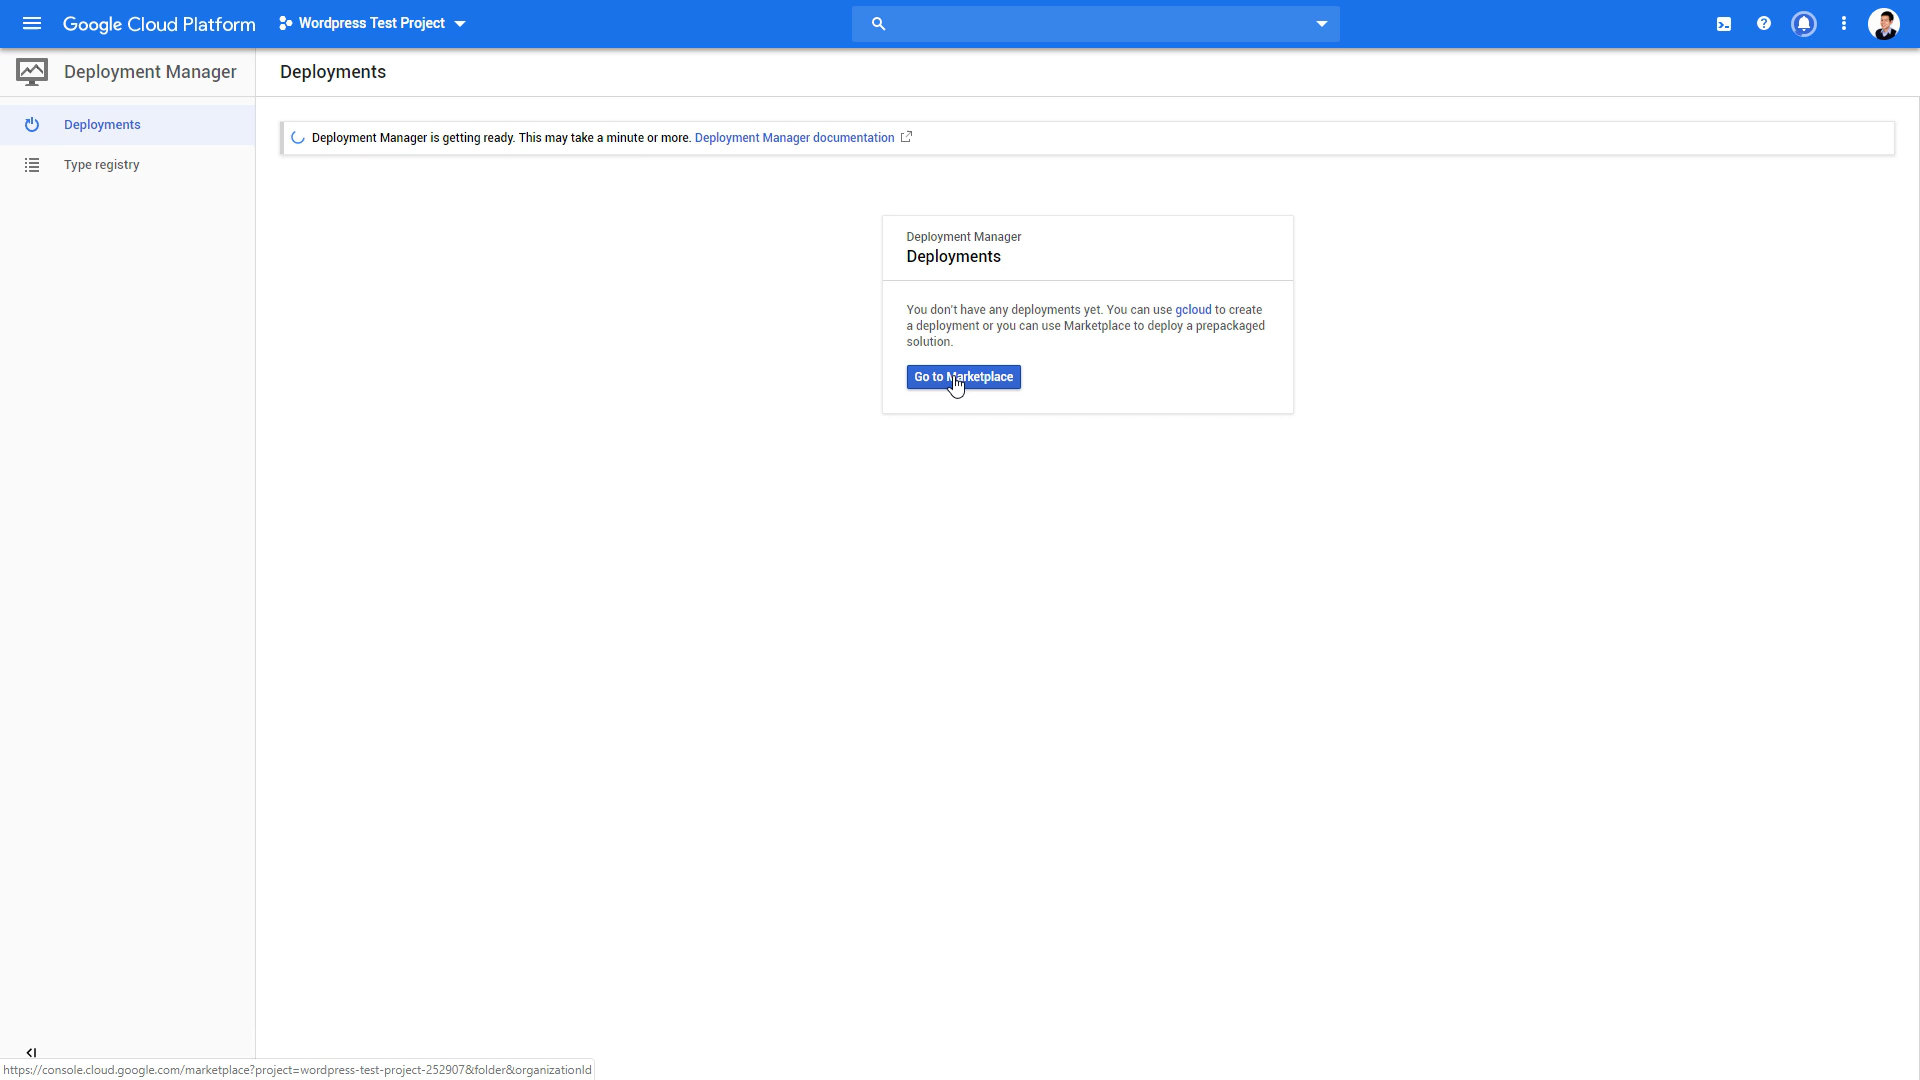 Google Cloud Platform
Wordpress Test Project
Deployment Manager
Deployments
Deployments
Type registry
Deployment Manager is getting ready. This may take a minute or more. Deployment Manager documentation
Deployment Manager
Deployments
You don't have any deployments yet. You can use gcloud to create
a deployment or you can use Marketplace to deploy a prepackaged
solution.
Go to Marketplace
https://console.cloud.google.com/marketplace?project=wordpress-test-project-252907&folder&organizationId